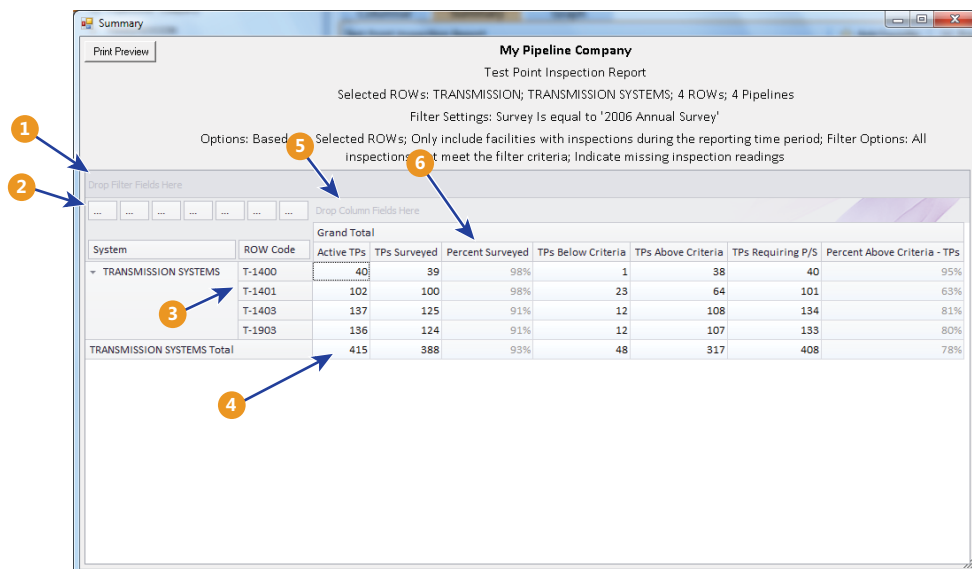 Summary
Print Preview
My Pipeline Company
Test Point Inspection Report
Selected ROWs: TRANSMISSION; TRANSMISSION SYSTEMS; 4 ROWs; 4 Pipelines
Filter Settings: Survey Is equal to '2006 Annual Survey'
Options: Based Selected ROWs; Only include facilities with inspections during the reporting time period; Filter Options: All
inspections t meet the filter criteria; Indicate missing inspection readings
1
5
6
Drop Filter Fields Here
2
... ... ... ... ... ... ... Drop Column Fields Here
Grand Total
System ROW Code Active TPs TPs Surveyed Percent Surveyed TPs Below Criteria TPs Above Criteria TPs Requiring P/S Percent Above Criteria - TPs
TRANSMISSION SYSTEMS T-1400 40 39 98% 1 38 40 95%
T-1401 102 100 98% 23 64 101 63%
3
T-1403 137 125 91% 12 108 134 81%
T-1903 136 124 91% 12 107 133 80%
TRANSMISSION SYSTEMS Total 415 388 93% 48 317 408 78%
4